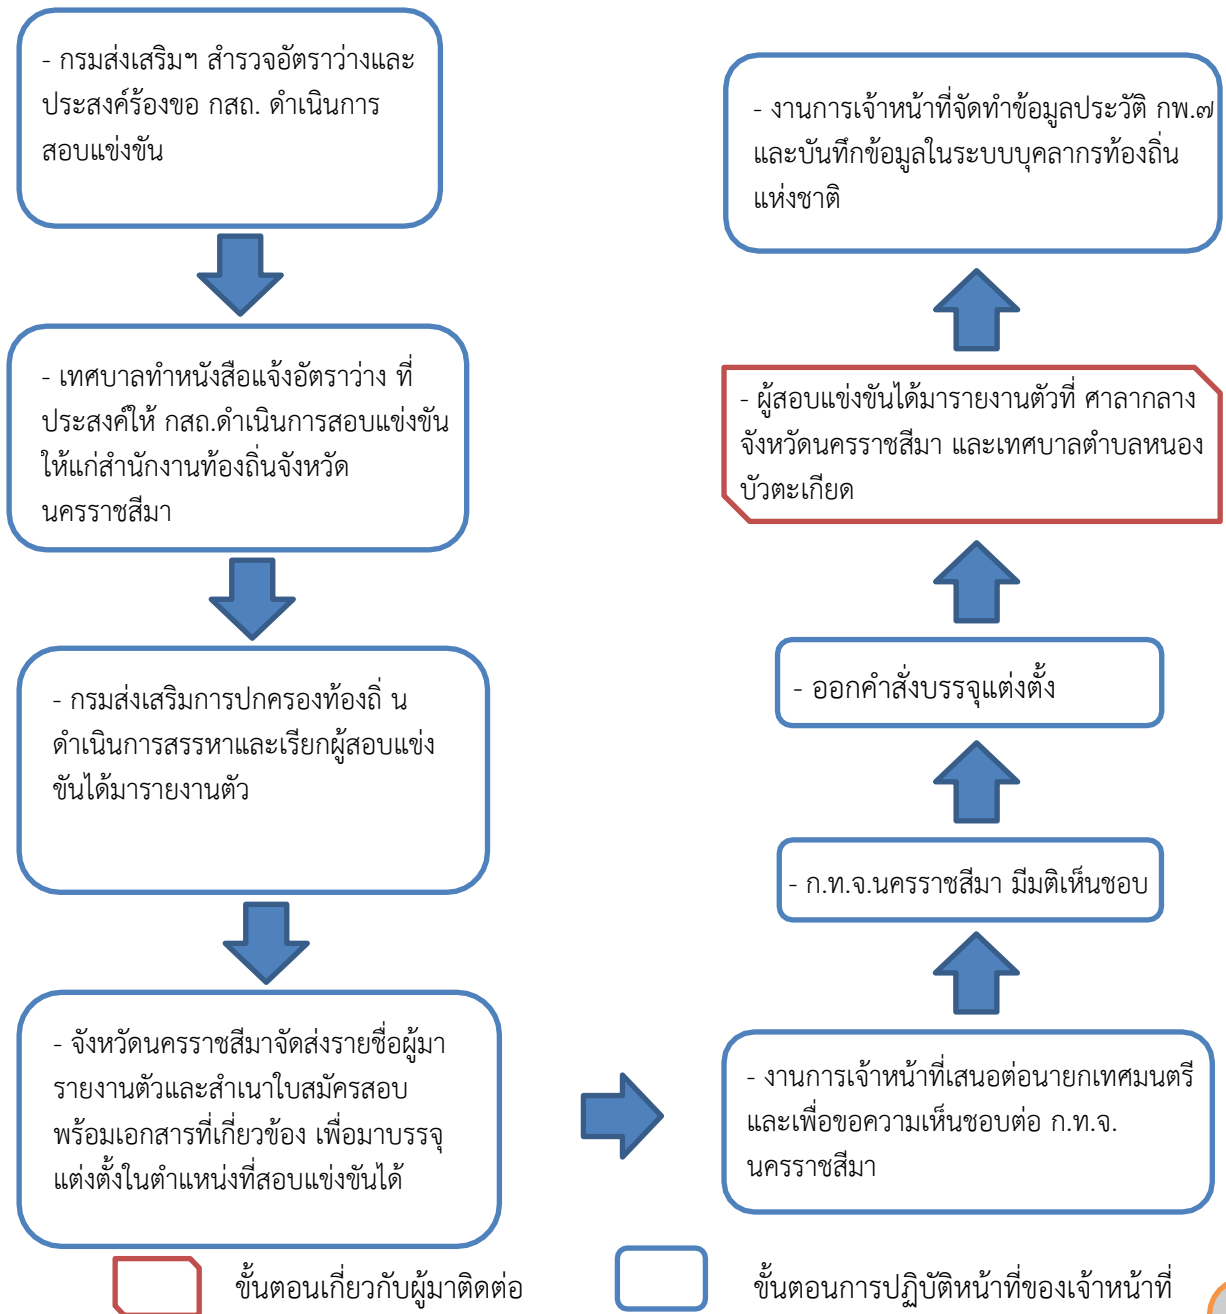 - กรมส่งเสริมฯ สำรวจอัตราว่างและ
ประสงค์ร้องขอ กสถ. ดำเนินการ
สอบแข่งขัน
- เทศบาลทำหนังสือแจ้งอัตราว่าง ที่
ประสงค์ให้ กสถ.ดำเนินการสอบแข่งขัน
ให้แก่สำนักงานท้องถิ่นจังหวัด
นครราชสีมา
- กรมส่งเสริมการปกครองท้องถิ่ น
ดำเนินการสรรหาและเรียกผู้สอบแข่ง
ขันได้มารายงานตัว
- จังหวัดนครราชสีมาจัดส่งรายชื่อผู้มา
รายงานตัวและสำเนาใบสมัครสอบ
พร้อมเอกสารที่เกี่ยวข้อง เพื่อมาบรรจุ
แต่งตั้งในตำแหน่งที่สอบแข่งขันได้
- งานการเจ้าหน้าที่เสนอต่อนายกเทศมนตรี
และเพื่อขอความเห็นชอบต่อ ก.ท.จ.
นครราชสีมา
- ก.ท.จ.นครราชสีมา มีมติเห็นชอบ
- ออกคำสั่งบรรจุแต่งตั้ง
- ผู้สอบแข่งขันได้มารายงานตัวที่ ศาลากลาง
จังหวัดนครราชสีมา และเทศบาลตำบลหนอง
บัวตะเกียด
- งานการเจ้าหน้าที่จัดทำข้อมูลประวัติ กพ.๗
และบันทึกข้อมูลในระบบบุคลากรท้องถิ่น
แห่งชาติ
ขั้นตอนเกี่ยวกับผู้มาติดต่อ
ขั้นตอนการปฏิบัติหน้าที่ของเจ้าหน้าที่